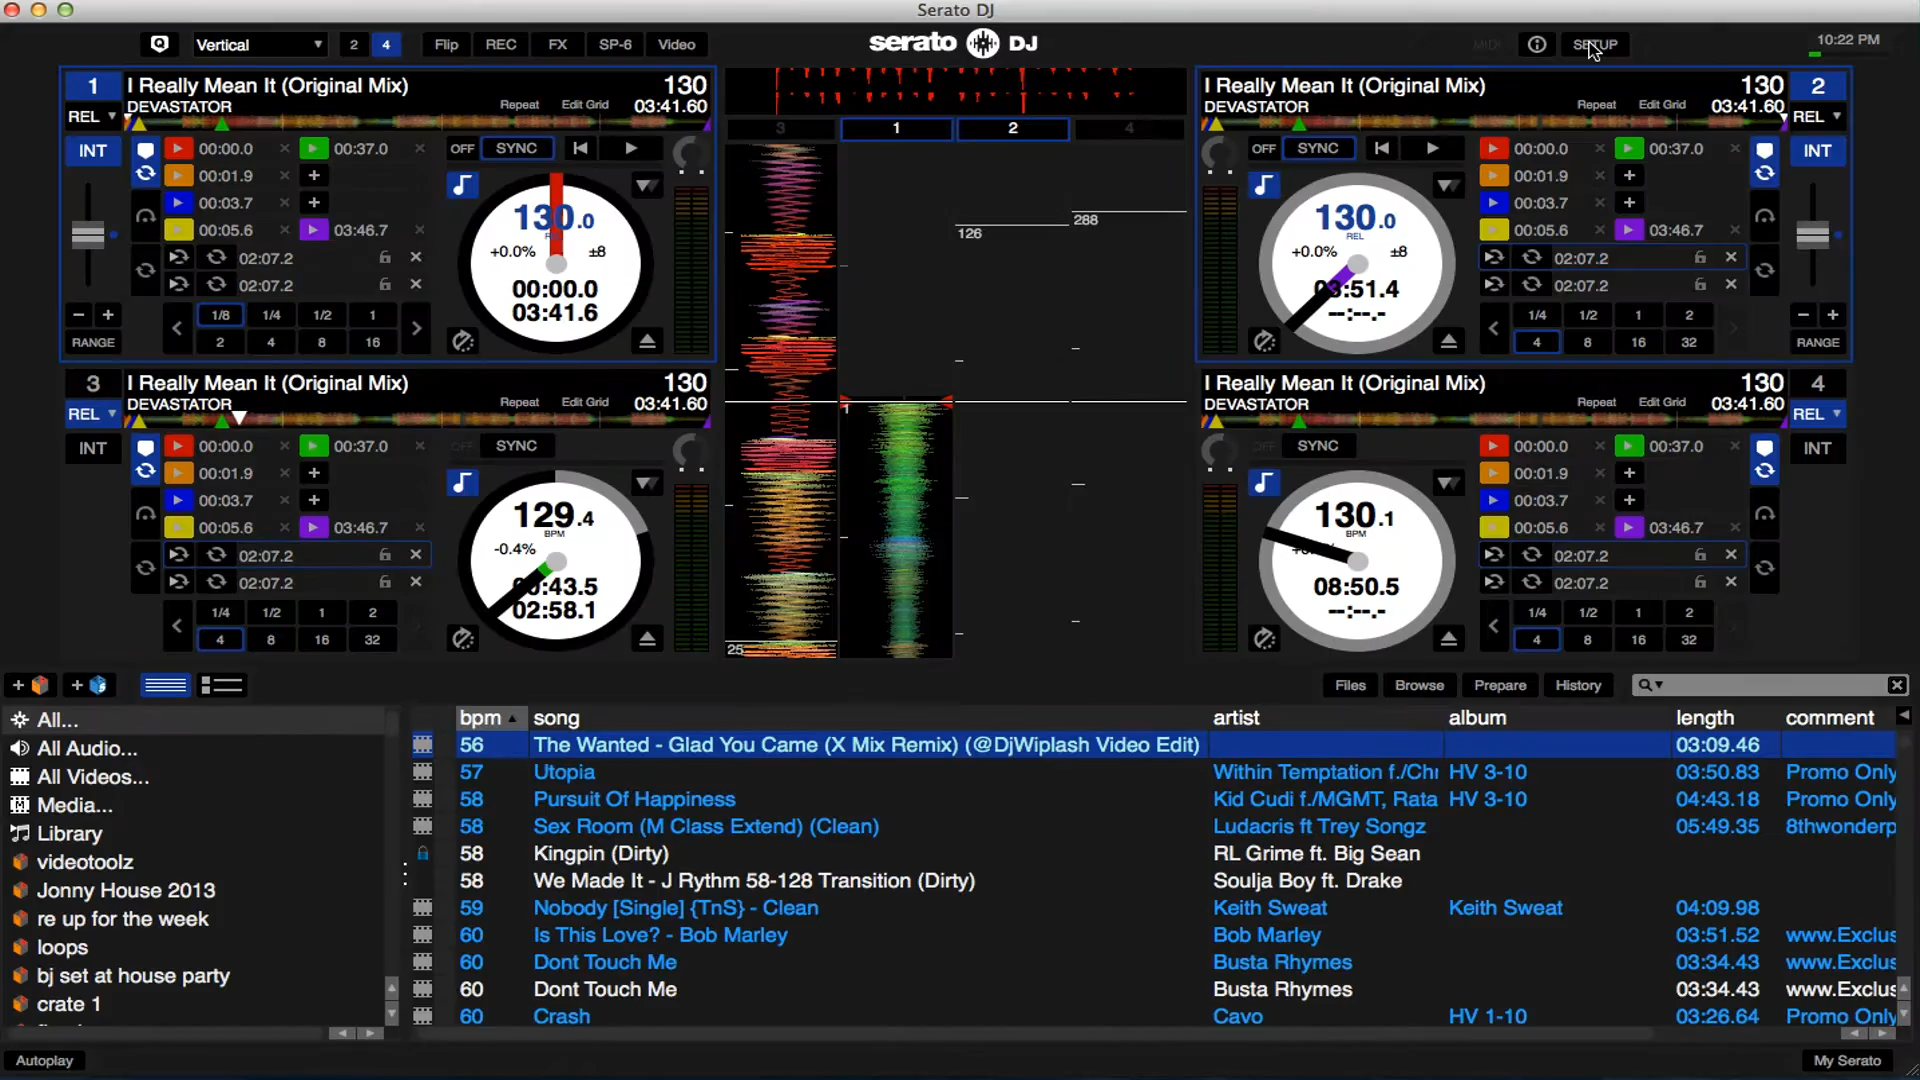 Serato DJ
Vertical
2
4
Flip
REC
FX
SP-6
Video
serato DJ
MIDI
SETUP
10:22 PM
1
I Really Mean It (Original Mix)
130
DEVASTATOR
Repeat
Edit Grid
03:41.60
REL
INT
00:00.0
00:37.0
00:01.9
00:03.7
00:05.6
03:46.7
02:07.2
02:07.2
1/8
1/4
1/2
1
2
4
8
16
RANGE
OFF
SYNC
130.0
REL
+0.0%
±8
00:00.0
03:41.6
3
1
2
4
126
288
1
25
I Really Mean It (Original Mix)
130
2
DEVASTATOR
Repeat
Edit Grid
03:41.60
REL
OFF
SYNC
INT
130.0
REL
+0.0%
±8
03:51.4
--:--.-
00:00.0
00:37.0
00:01.9
00:03.7
00:05.6
03:46.7
02:07.2
02:07.2
1/4
1/2
1
2
4
8
16
32
RANGE
3
I Really Mean It (Original Mix)
130
DEVASTATOR
Repeat
Edit Grid
03:41.60
REL
INT
00:00.0
00:37.0
00:01.9
00:03.7
00:05.6
03:46.7
02:07.2
02:07.2
1/4
1/2
1
2
4
8
16
32
OFF
SYNC
129.4
BPM
-0.4%
02:58.1
I Really Mean It (Original Mix)
130
4
DEVASTATOR
Repeat
Edit Grid
03:41.60
REL
OFF
SYNC
INT
130.1
BPM
08:50.5
--:--.-
00:00.0
00:37.0
00:01.9
00:03.7
00:05.6
03:46.7
02:07.2
02:07.2
1/4
1/2
1
2
4
8
16
32
Files
Browse
Prepare
History
All...
All Audio...
All Videos...
Media...
Library
videotoolz
Jonny House 2013
re up for the week
loops
bj set at house party
crate 1
bpm song artist album length comment
56 The Wanted - Glad You Came (X Mix Remix) (@DjWiplash Video Edit) 03:09.46
57 Utopia Within Temptation f./Chr HV 3-10 03:50.83 Promo Only
58 Pursuit Of Happiness Kid Cudi f./MGMT, Rata HV 3-10 04:43.18 Promo Only
58 Sex Room (M Class Extend) (Clean) Ludacris ft Trey Songz 05:49.35 8thwonderp
58 Kingpin (Dirty) RL Grime ft. Big Sean
58 We Made It - J Rythm 58-128 Transition (Dirty) Soulja Boy ft. Drake
59 Nobody [Single] {TnS} - Clean Keith Sweat Keith Sweat 04:09.98
60 Is This Love? - Bob Marley Bob Marley 03:51.52 www.Exclus
60 Dont Touch Me Busta Rhymes 03:34.43 www.Exclus
60 Dont Touch Me Busta Rhymes 03:34.43 www.Exclus
60 Crash Cavo HV 1-10 03:26.64 Promo Only
Autoplay
My Serato